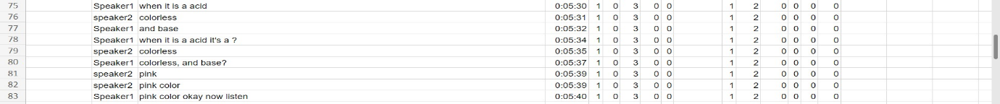 75 Speaker1 when it is a acid 0:05:30 1 0 3 0 0 1 2 0 0 0 0
76 speaker2 colorless 0:05:31 1 0 3 0 0 1 2 0 0 0 0
77 Speaker1 and base 0:05:32 1 0 3 0 0 1 2 0 0 0 0
78 Speaker1 when it is a acid it's a ? 0:05:34 1 0 3 0 0 1 2 0 0 0 0
79 speaker2 colorless 0:05:35 1 0 3 0 0 1 2 0 0 0 0
80 Speaker1 colorless, and base? 0:05:37 1 0 3 0 0 1 2 0 0 0 0
81 speaker2 pink 0:05:39 1 0 3 0 0 1 2 0 0 0 0
82 speaker2 pink color 0:05:39 1 0 3 0 0 1 2 0 0 0 0
83 Speaker1 pink color okay now listen 0:05:40 1 0 3 0 0 1 2 0 0 0 0